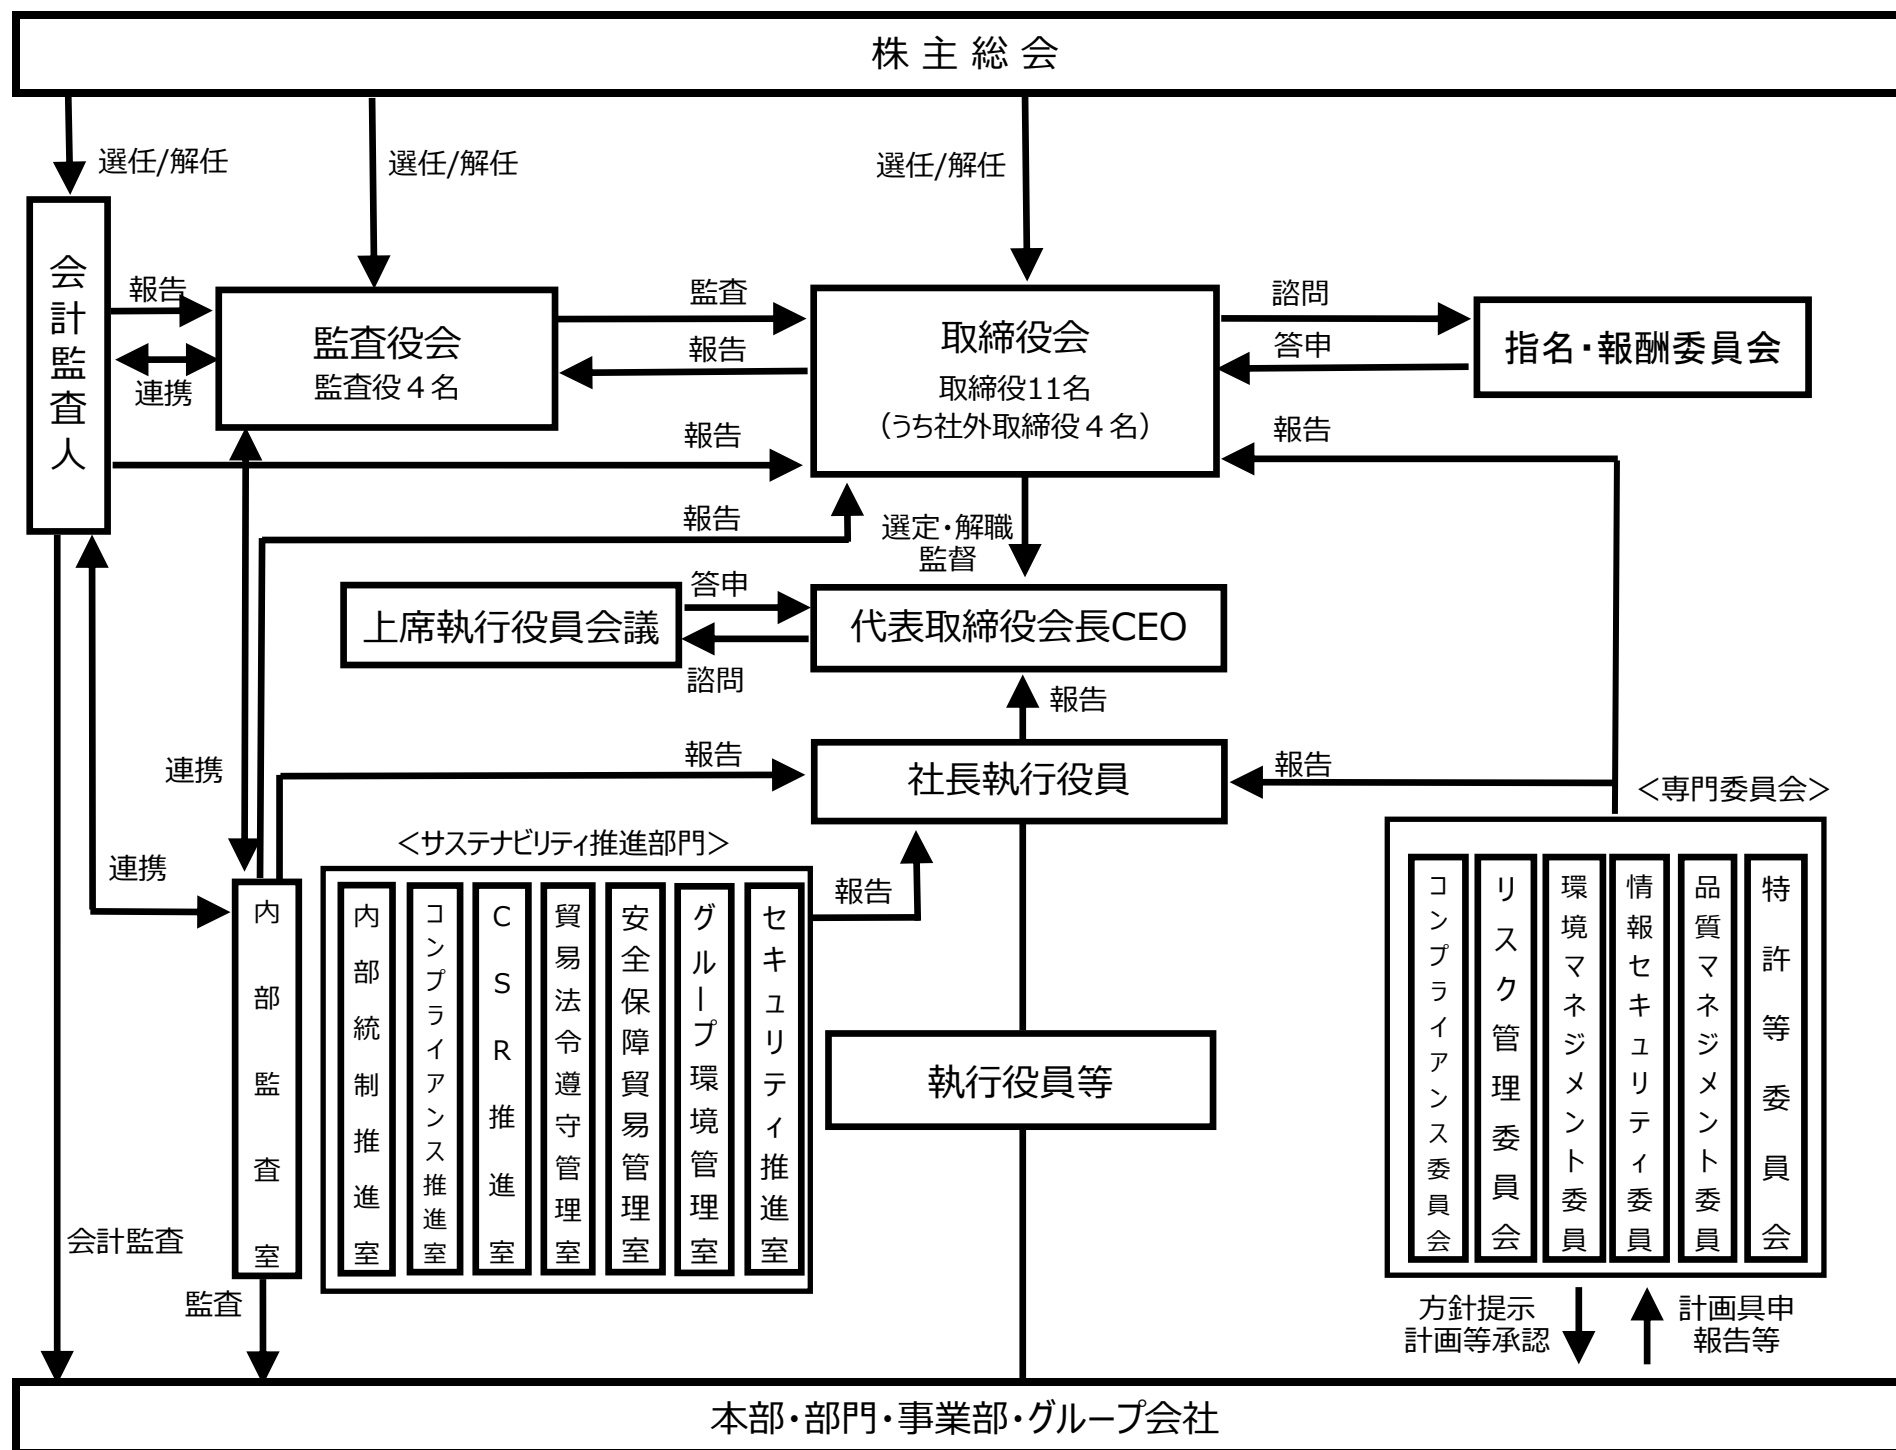 株主総会
選任/解任
選任/解任
選任/解任
会計監査人
報告
連携
監査役会
監査役４名
監査
報告
取締役会
取締役11名
（うち社外取締役４名）
諮問
答申
指名・報酬委員会
報告
報告
報告
選定・解職
監督
上席執行役員会議
答申
諮問
代表取締役会長CEO
報告
連携
報告
社長執行役員
報告
＜専門委員会＞
連携
＜サステナビリティ推進部門＞
報告
内部監査室
内部統制推進室
コンプライアンス推進室
CSR推進室
貿易法令遵守管理室
安全保障貿易管理室
グループ環境管理室
セキュリティ推進室
執行役員等
コンプライアンス委員会
リスク管理委員会
環境マネジメント委員
情報セキュリティ委員
品質マネジメント委員
特許等委員会
会計監査
監査
方針提示
計画等承認
計画具申
報告等
本部・部門・事業部・グループ会社